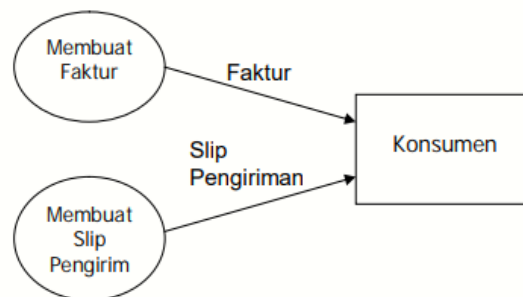 Membuat
Faktur
Faktur
Konsumen
Slip
Pengiriman
Membuat
Slip
Pengirim